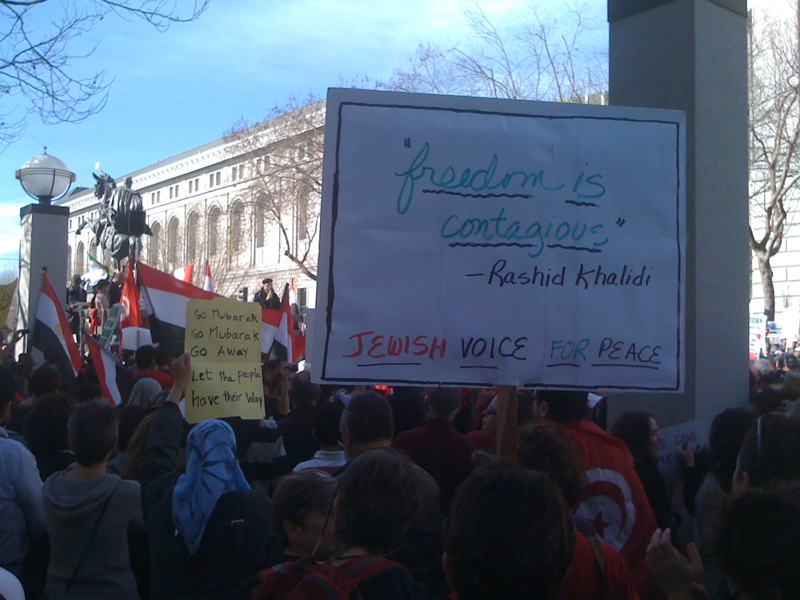 "freedom is
contagious"
—Rashid Khalidi
JEWISH VOICE FOR PEACE
Go Mubarak
Go Mubarak
Go Away
Let the people
have their Way